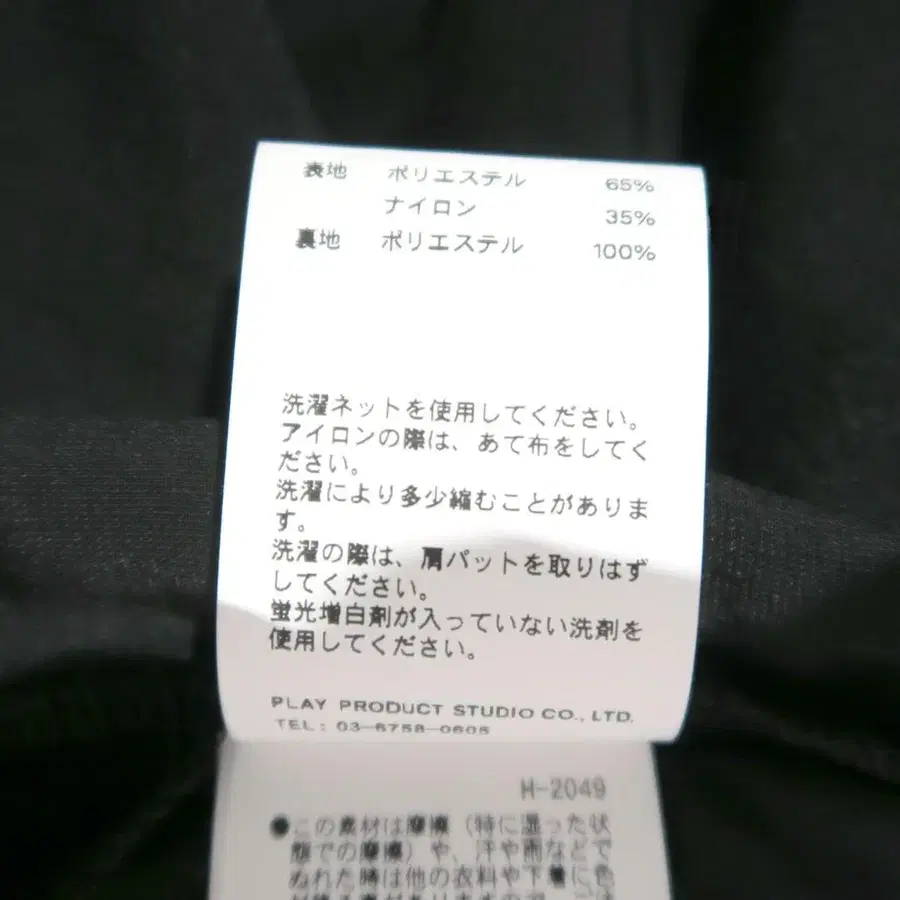 表地 ポリエステル 65%
ナイロン 35%
裏地 ポリエステル 100%
洗濯ネットを使用してください。
アイロンの際は、あて布をしてく
ださい。
洗濯により多少縮むことがありま
す。
洗濯の際は、肩パットを取りはず
してください。
蛍光増白剤が入っていない洗剤を
使用してください。
PLAY PRODUCT STUDIO CO., LTD.
TEL: 03-6758-0605
H-2049
●この素材は摩擦（特に湿った状
態での摩擦）や、汗や雨などで
ぬれた時は他の衣料や下着に色